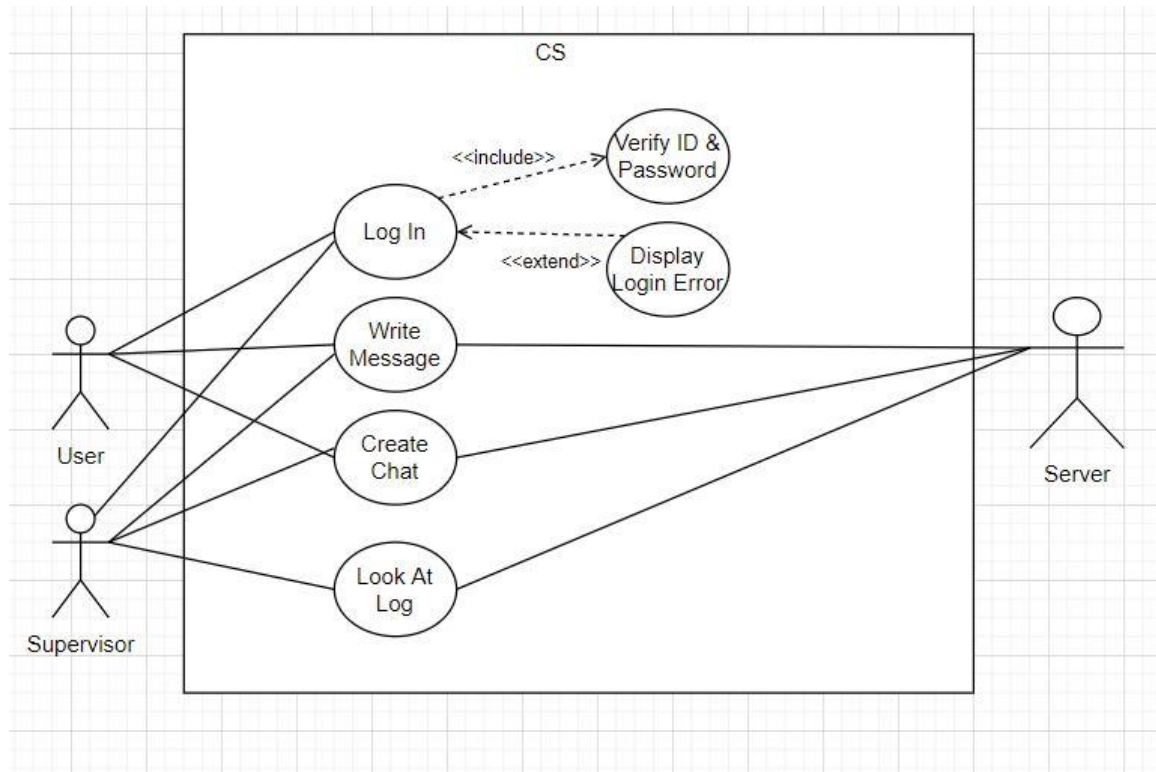 CS
Verify ID &
Password
<<include>>
Log In
<<extend>>
Display
Login Error
Write
Message
Create
Chat
User
Server
Look At
Log
Supervisor